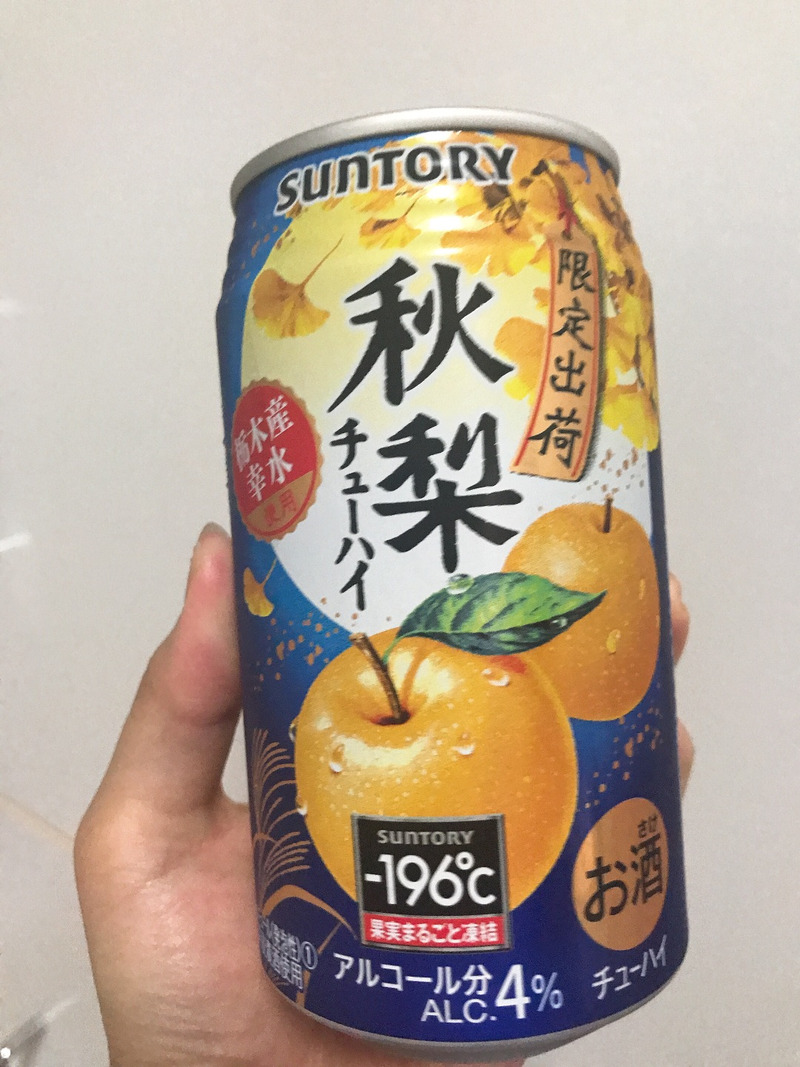 SUNTORY
限定出荷
秋梨
チューハイ
栃木産
幸水
使用
SUNTORY
-196℃
果実まるごと凍結
さけ
お酒
チューハイ
アルコール分
ALC.4%